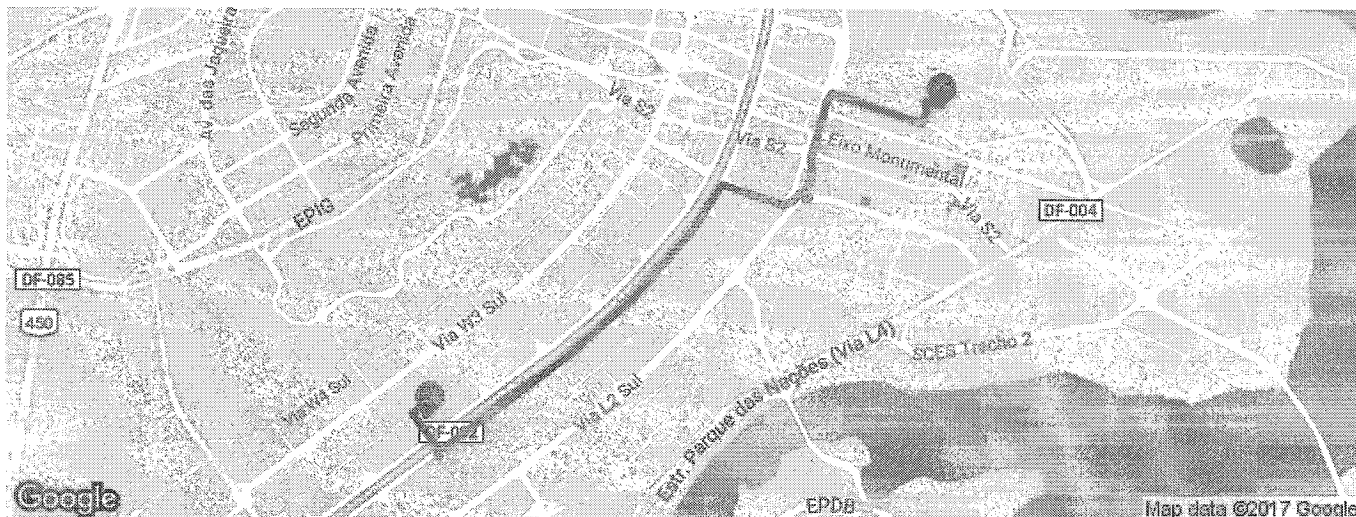 Av. das Jaqueira
Segunda Avenida
Primeira Avenida
Via S2
Via S2
Eixo Monumental
Via S2
DF-004
EPIG
DF-085
450
Via W3 Sul
Via W4 Sul
SCES Trecho 2
Estr. Parque das Nações (Via L4)
Via L2 Sul
DF-002
Google
EPDB
Map data ©2017 Google